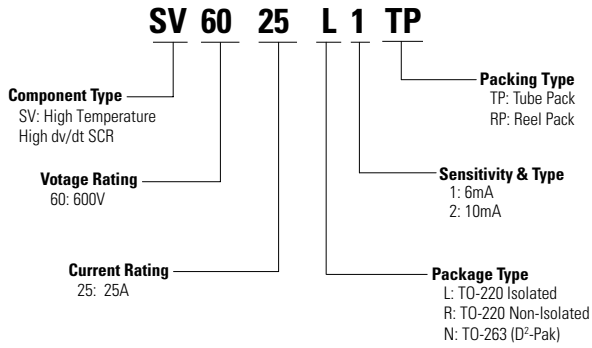 SV 60 25 L 1 TP
Component Type
SV: High Temperature
High dv/dt SCR
Votage Rating
60: 600V
Current Rating
25: 25A
Packing Type
TP: Tube Pack
RP: Reel Pack
Sensitivity & Type
1: 6mA
2: 10mA
Package Type
L: TO-220 Isolated
R: TO-220 Non-Isolated
N: TO-263 (D²-Pak)